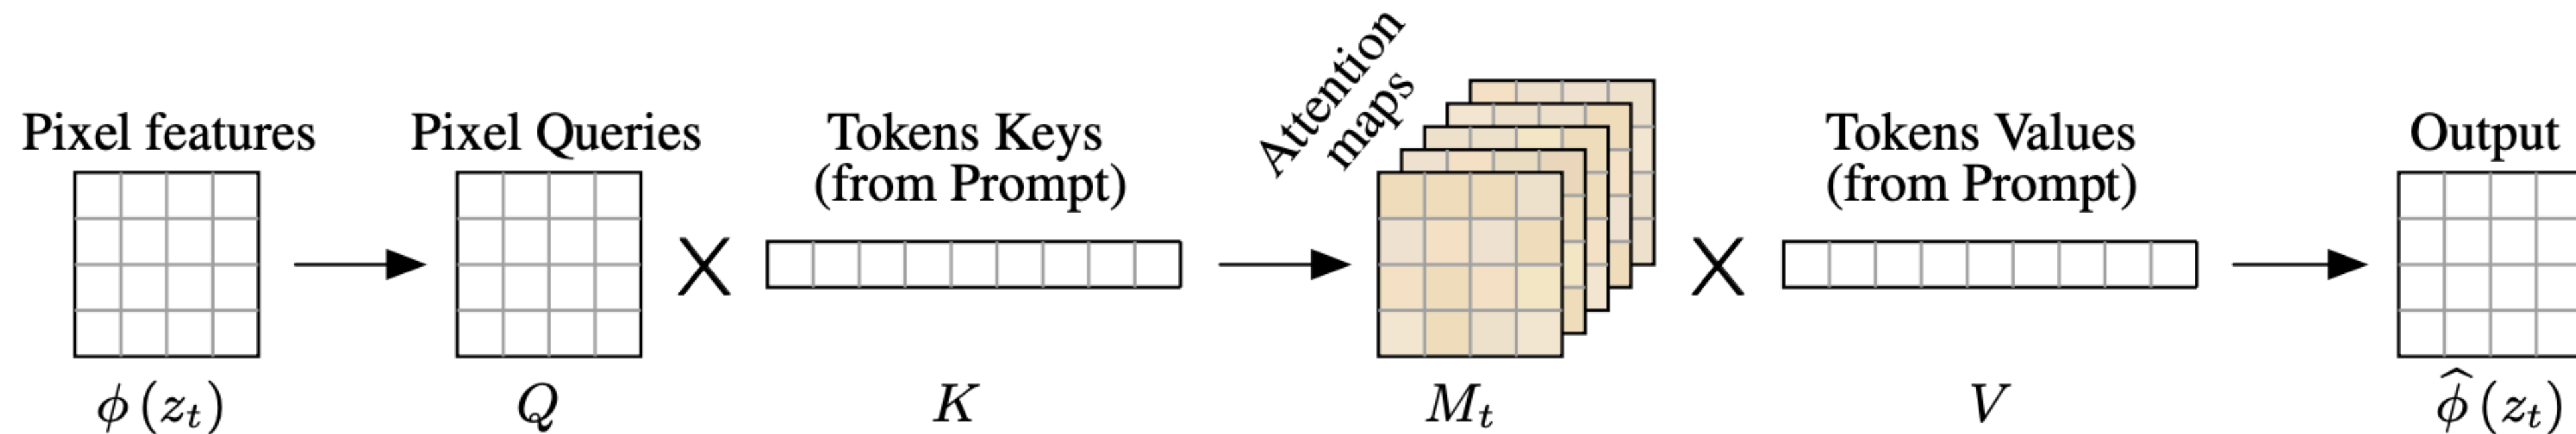 Pixel features
Pixel Queries
Tokens Keys
(from Prompt)
Attention
maps
Tokens Values
(from Prompt)
Output
X
X
ϕ (z_t)
Q
K
M_t
V
ϕ̂ (z_t)